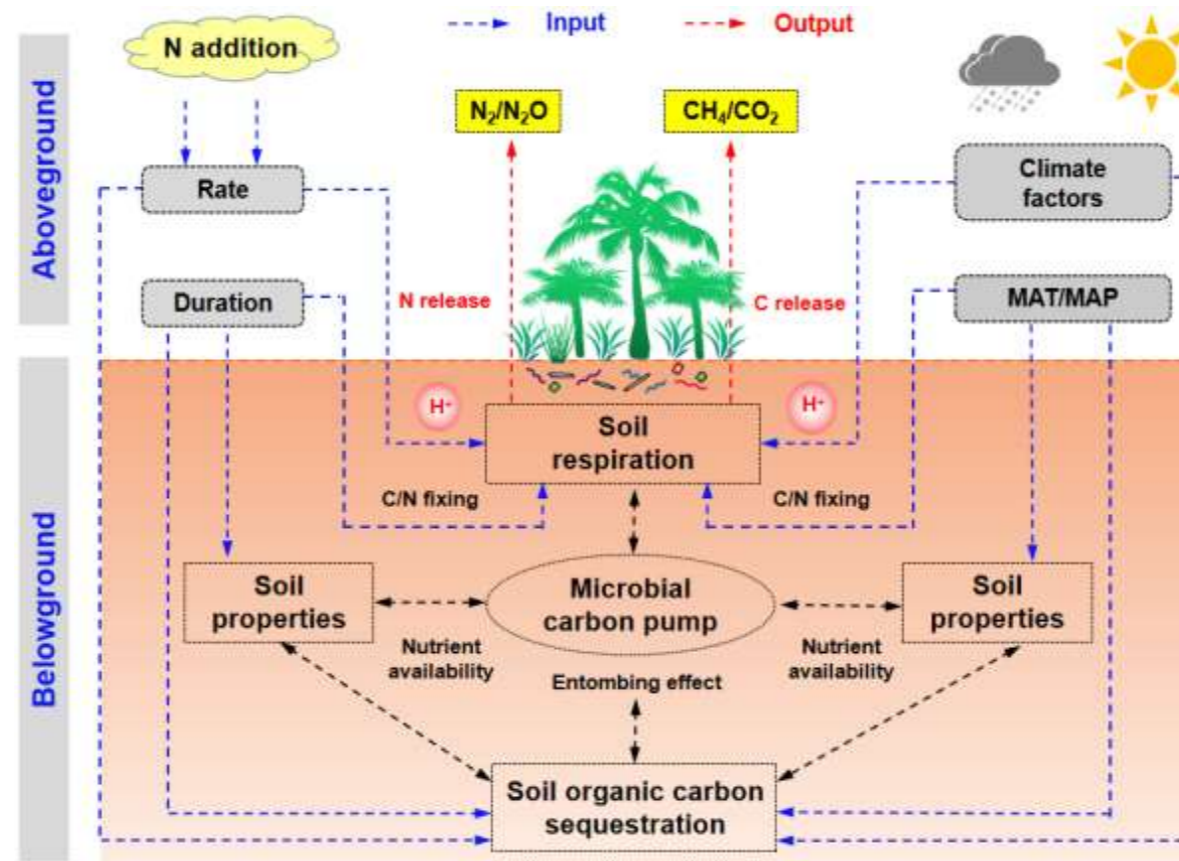 Input
Output
N addition
N₂/N₂O
CH₄/CO₂
Aboveground
Rate
Climate
factors
Duration
N release
C release
MAT/MAP
H⁺
H⁺
Belowground
Soil
respiration
C/N fixing
C/N fixing
Soil
properties
Microbial
carbon pump
Soil
properties
Nutrient
availability
Nutrient
availability
Entombing effect
Soil organic carbon
sequestration